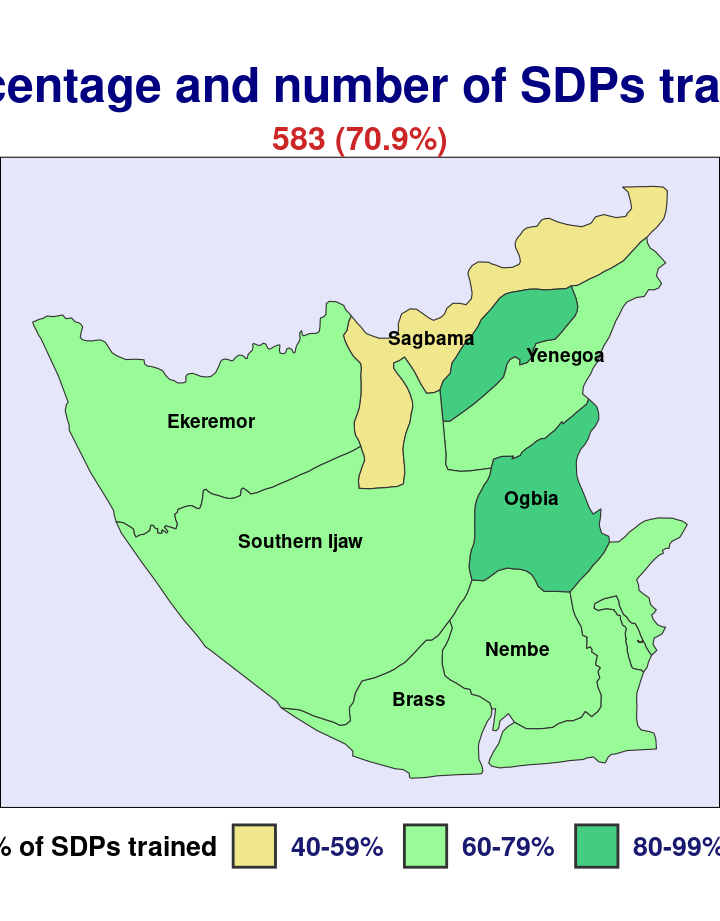 centage and number of SDPs tra
583 (70.9%)
Sagbama
Yenegoa
Ekeremor
Ogbia
Southern Ijaw
Nembe
Brass
% of SDPs trained 40-59% 60-79% 80-99%